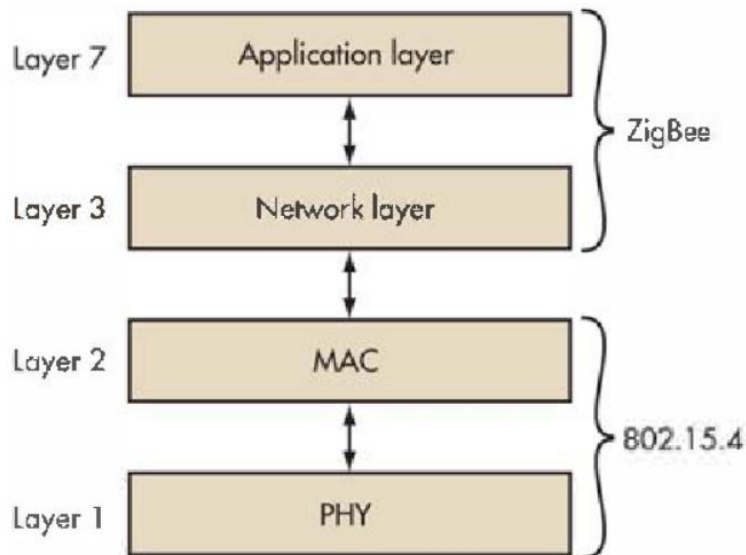 Layer 7
Application layer
ZigBee
Layer 3
Network layer
Layer 2
MAC
802.15.4
Layer 1
PHY